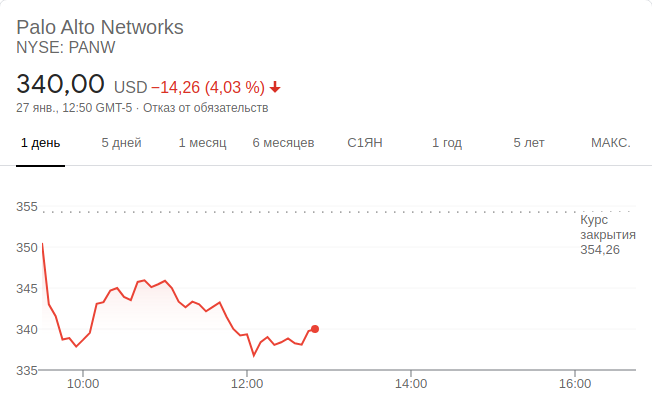 Palo Alto Networks
NYSE: PANW
340,00 USD −14,26 (4,03 %)
27 янв., 12:50 GMT-5 · Отказ от обязательств
1 день 5 дней 1 месяц 6 месяцев С1ЯН 1 год 5 лет МАКС.
355
Курс
закрытия
354,26
350
345
340
335
10:00 12:00 14:00 16:00